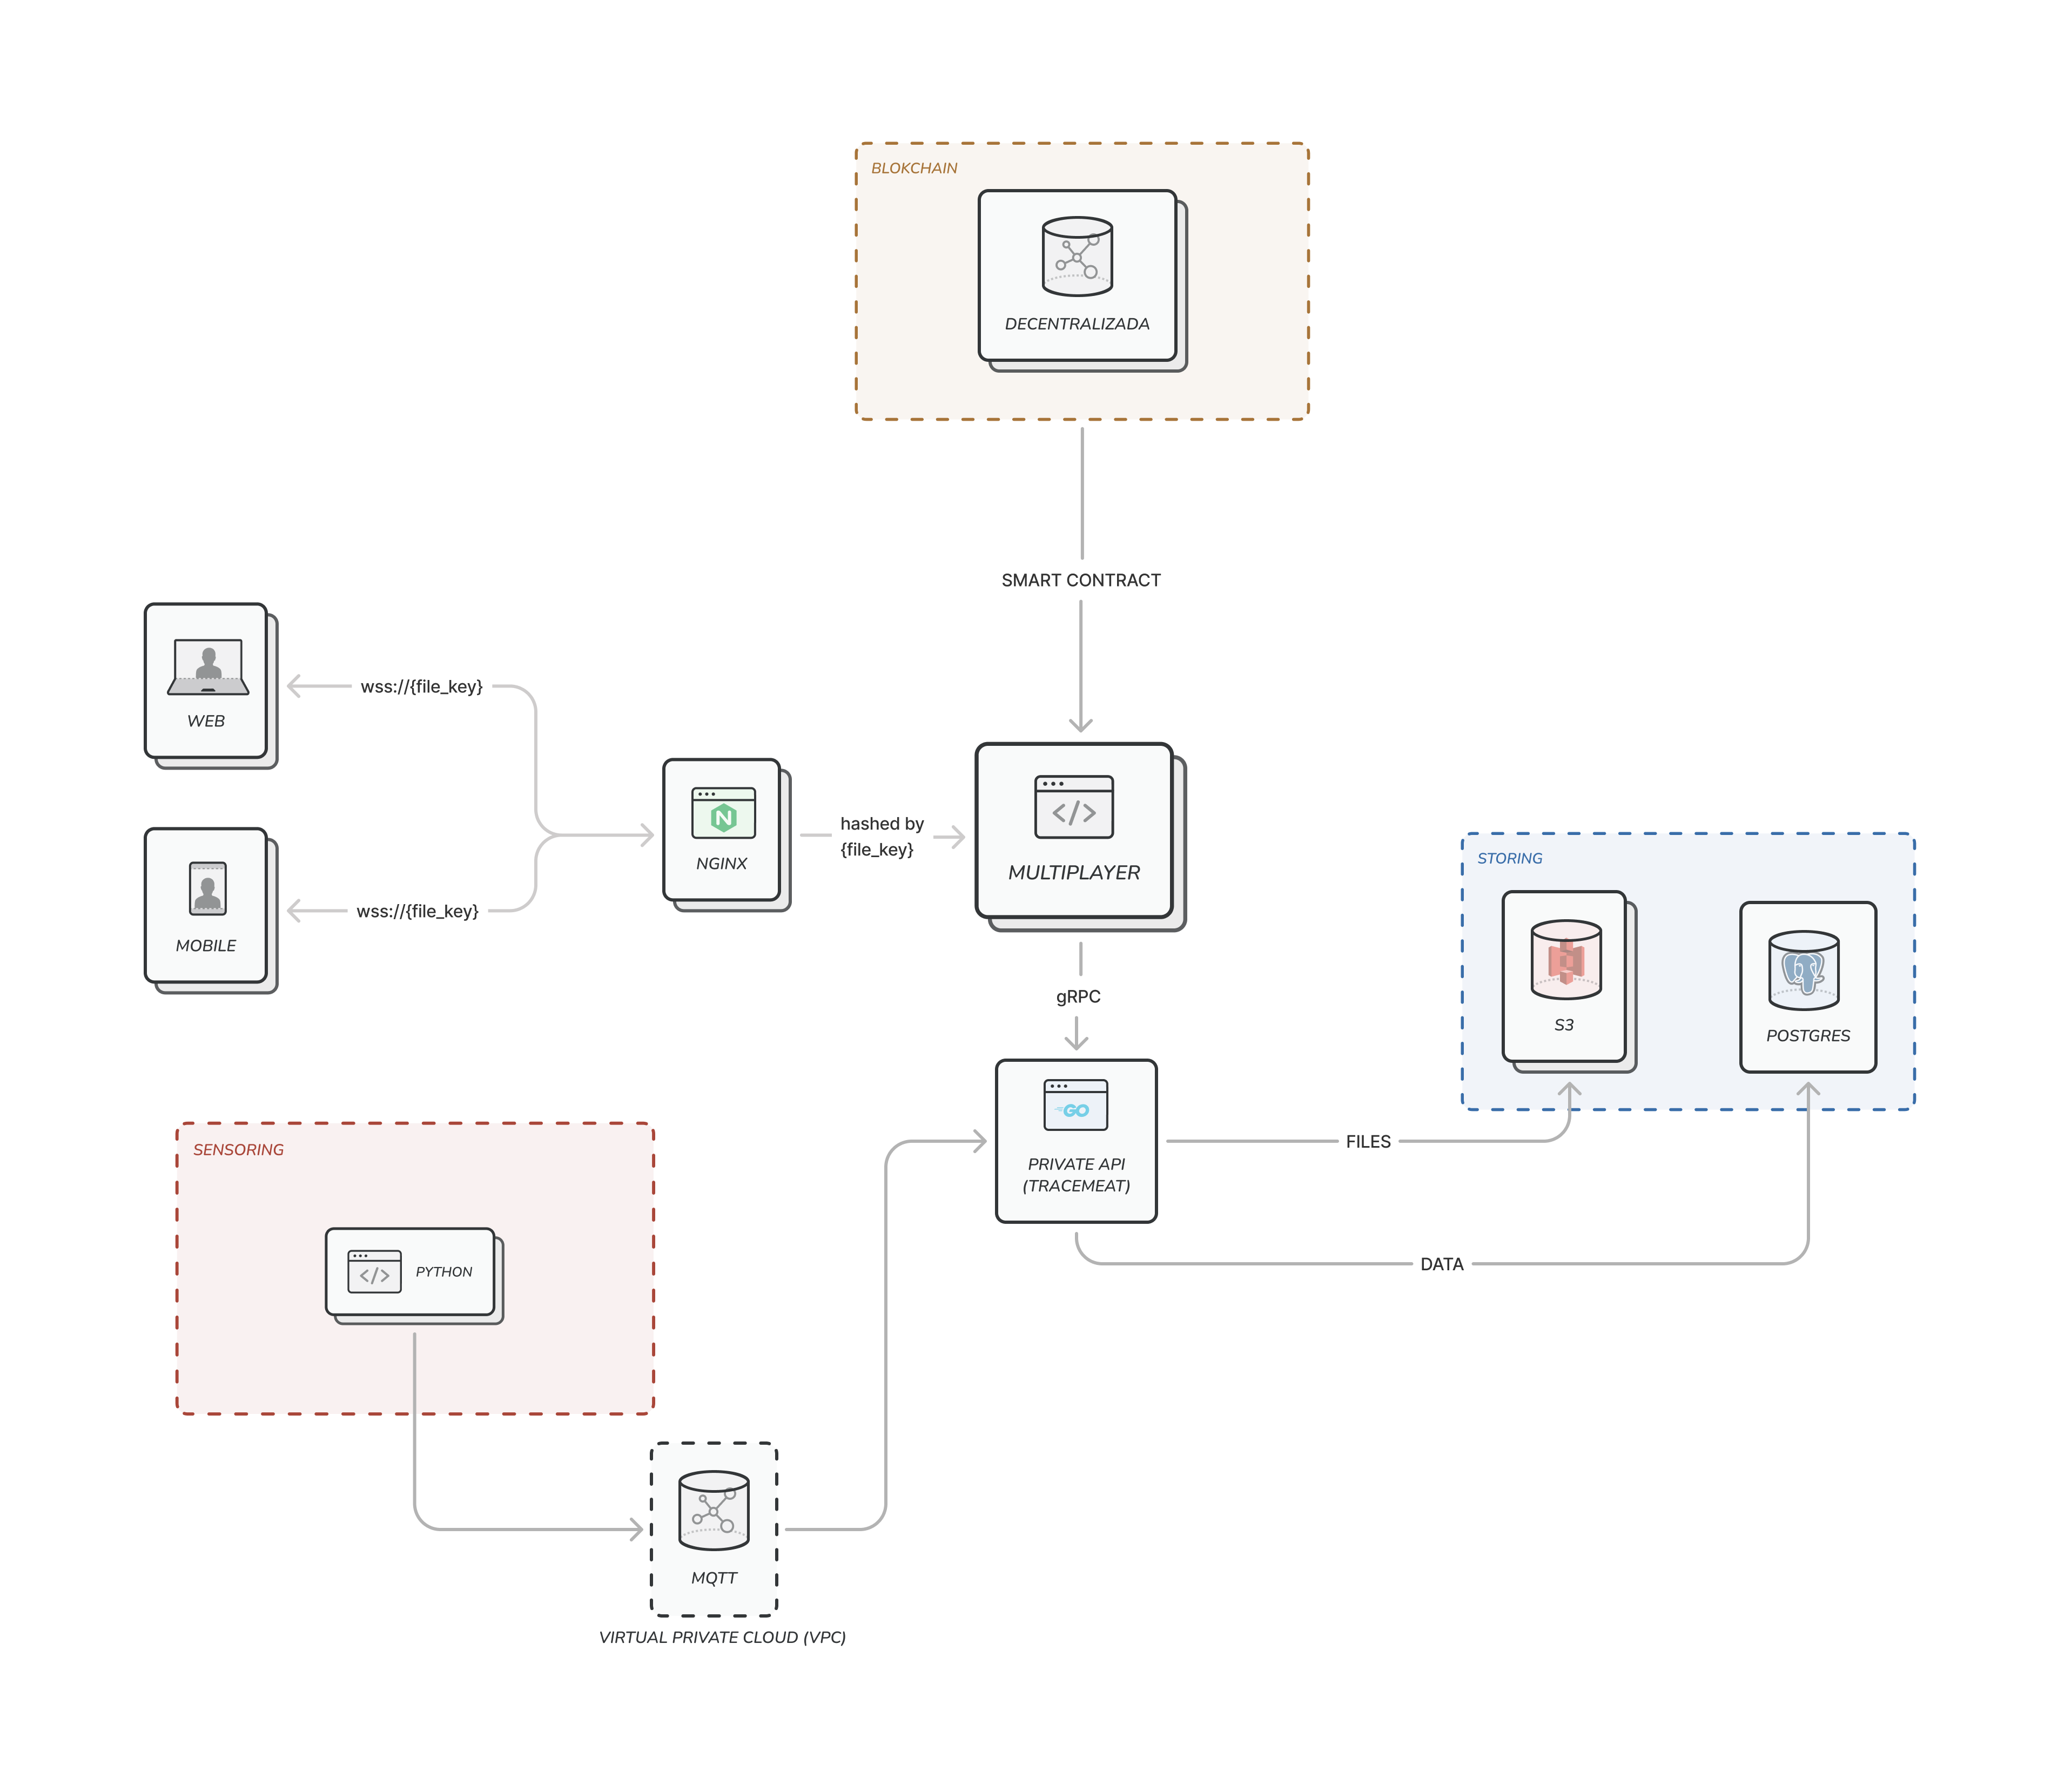 BLOKCHAIN
DECENTRALIZADA
SMART CONTRACT
WEB
wss://{file_key}
MOBILE
wss://{file_key}
NGINX
hashed by
{file_key}
MULTIPLAYER
gRPC
PRIVATE API
(TRACEMEAT)
STORING
S3
POSTGRES
FILES
DATA
SENSORING
PYTHON
MQTT
VIRTUAL PRIVATE CLOUD (VPC)
GO